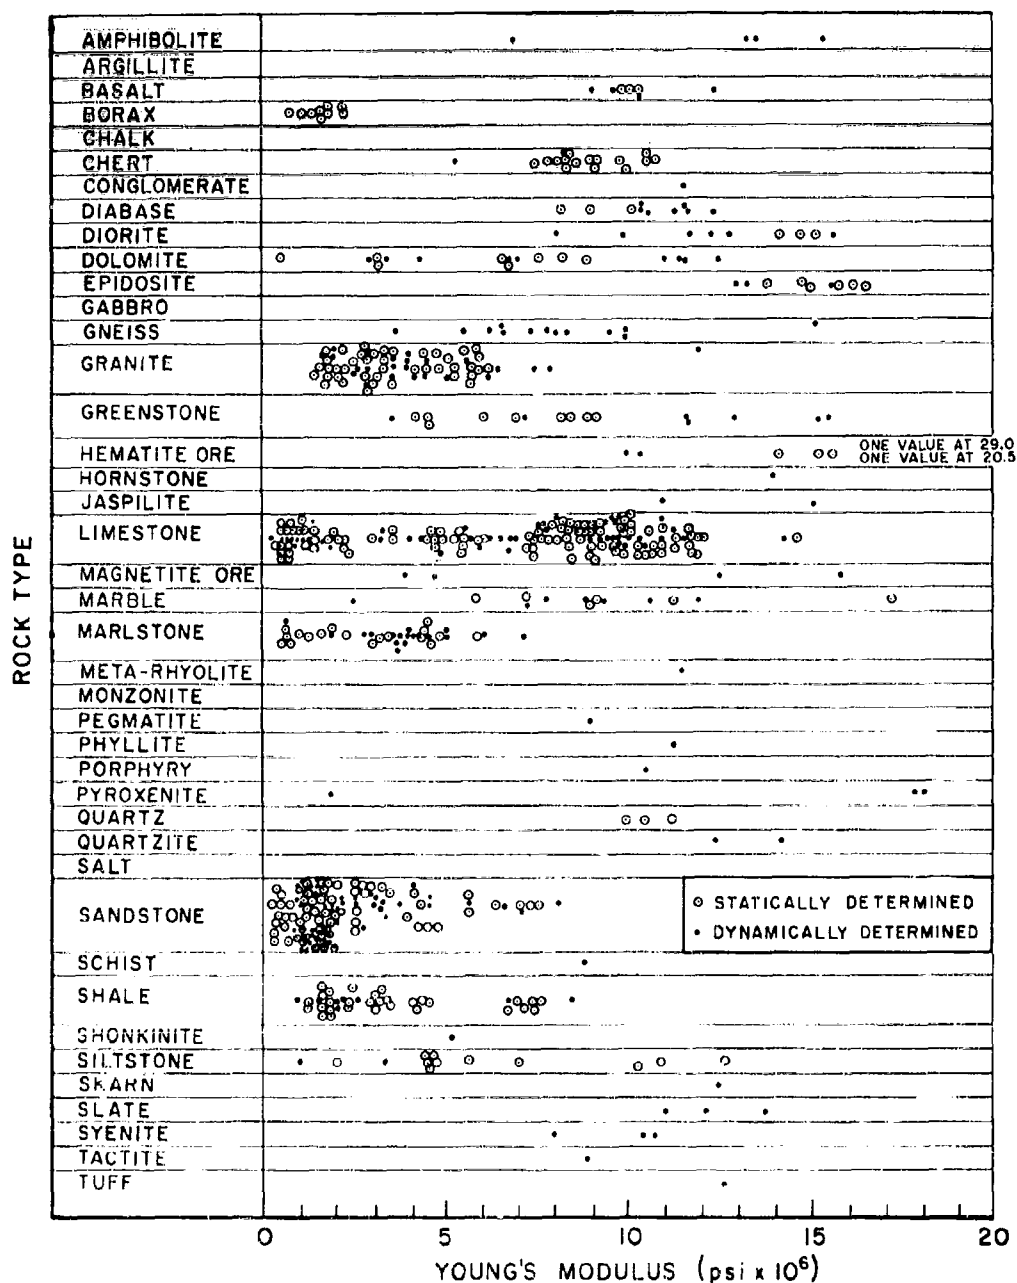 ROCK TYPE
AMPHIBOLITE
ARGILLITE
BASALT
BORAX
CHALK
CHERT
CONGLOMERATE
DIABASE
DIORITE
DOLOMITE
EPIDOSITE
GABBRO
GNEISS
GRANITE
GREENSTONE
HEMATITE ORE
ONE VALUE AT 29.0
ONE VALUE AT 20.5
HORNSTONE
JASPILITE
LIMESTONE
MAGNETITE ORE
MARBLE
MARLSTONE
META-RHYOLITE
MONZONITE
PEGMATITE
PHYLLITE
PORPHYRY
PYROXENITE
QUARTZ
QUARTZITE
SALT
SANDSTONE
STATICALLY DETERMINED
DYNAMICALLY DETERMINED
SCHIST
SHALE
SHONKINITE
SILTSTONE
SKARN
SLATE
SYENITE
TACTITE
TUFF
0 5 10 15 20
YOUNG'S MODULUS (psi x 10⁶)